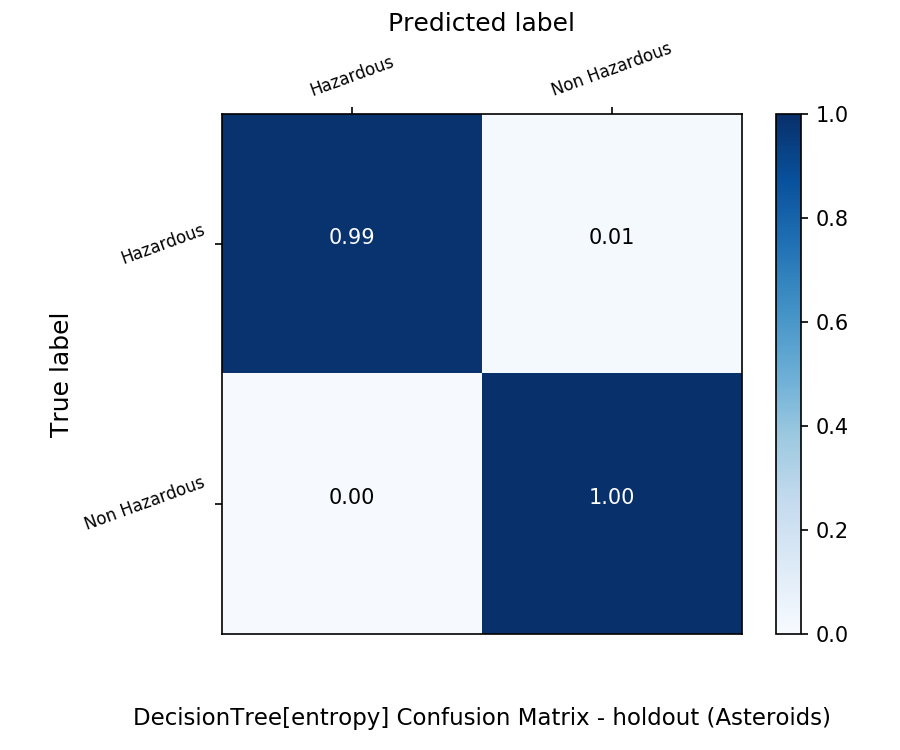 Predicted label
Hazardous
Non Hazardous
1.0
0.8
0.6
0.4
0.2
0.0
True label
Hazardous
0.99
0.01
Non Hazardous
0.00
1.00
DecisionTree[entropy] Confusion Matrix - holdout (Asteroids)